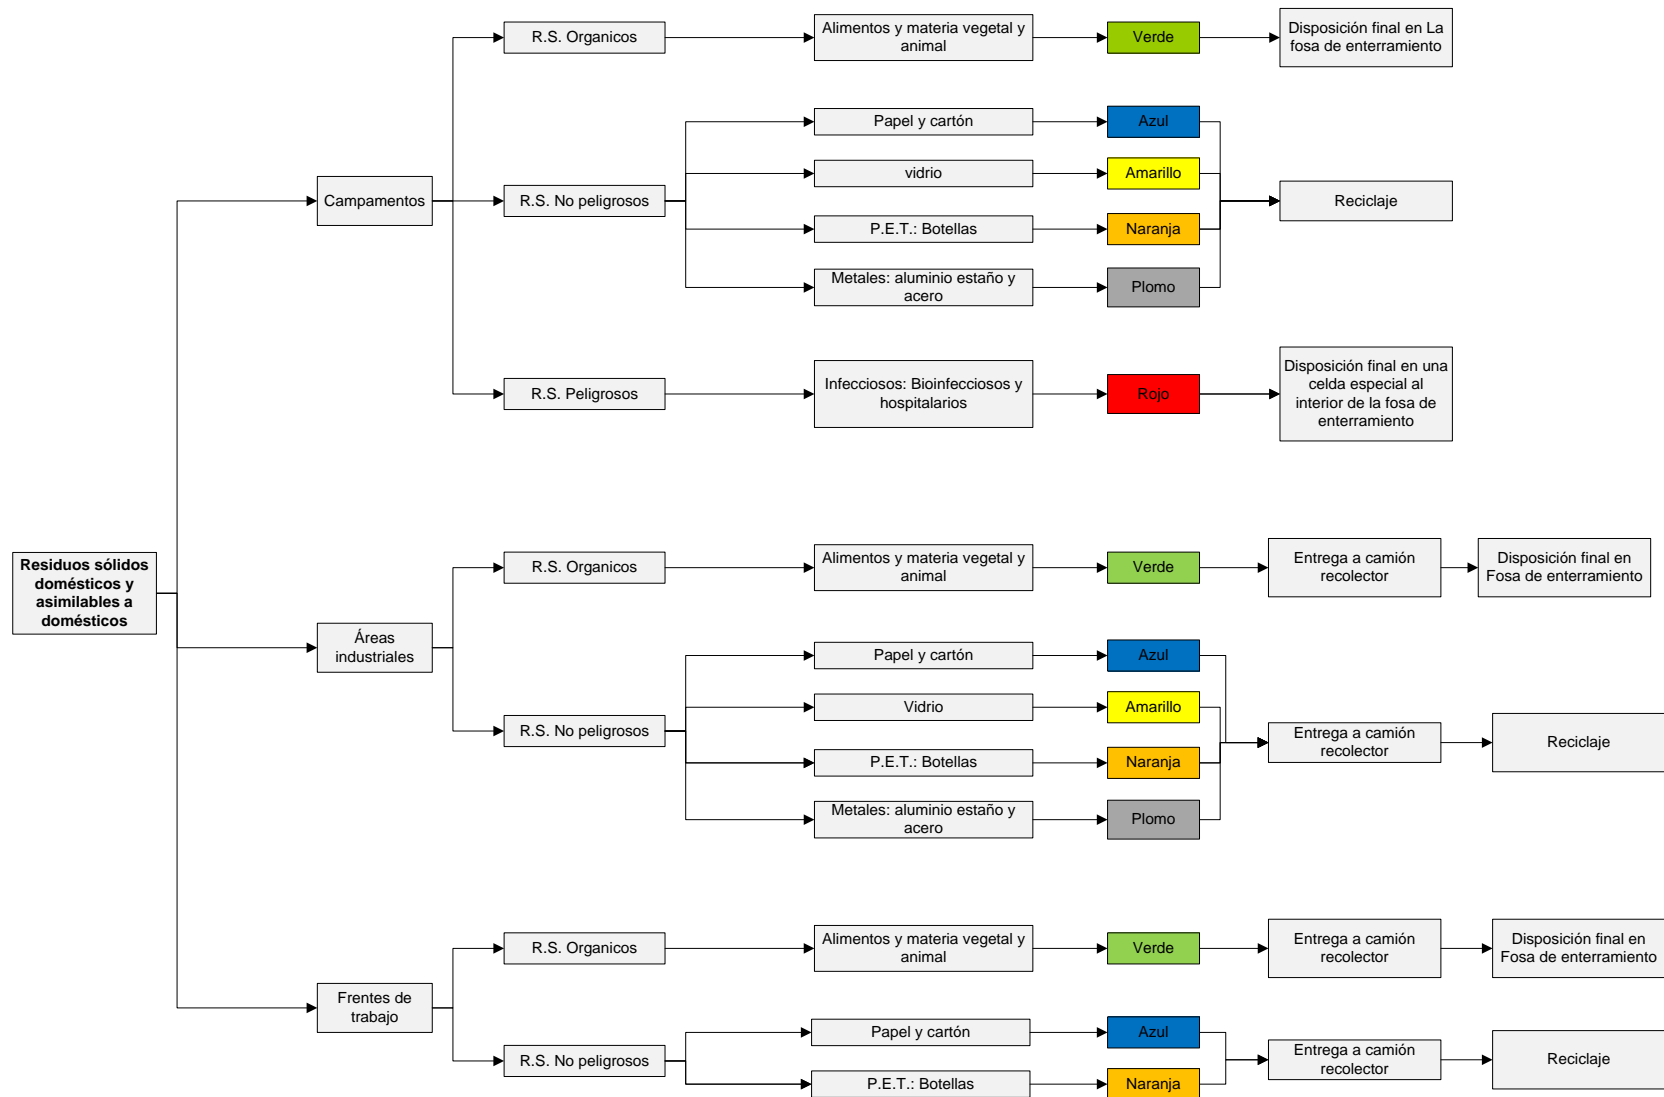 Residuos sólidos
domésticos y
asimilables a
domésticos
Campamentos
R.S. Organicos
Alimentos y materia vegetal y
animal
Verde
Disposición final en La
fosa de enterramiento
R.S. No peligrosos
Papel y cartón
Azul
vidrio
Amarillo
P.E.T.: Botellas
Naranja
Metales: aluminio estaño y
acero
Plomo
Reciclaje
R.S. Peligrosos
Infecciosos: Bioinfecciosos y
hospitalarios
Rojo
Disposición final en una
celda especial al
interior de la fosa de
enterramiento
Áreas
industriales
R.S. Organicos
Alimentos y materia vegetal y
animal
Verde
Entrega a camión
recolector
Disposición final en
Fosa de enterramiento
R.S. No peligrosos
Papel y cartón
Azul
Vidrio
Amarillo
P.E.T.: Botellas
Naranja
Metales: aluminio estaño y
acero
Plomo
Entrega a camión
recolector
Reciclaje
Frentes de
trabajo
R.S. Organicos
Alimentos y materia vegetal y
animal
Verde
Entrega a camión
recolector
Disposición final en
Fosa de enterramiento
R.S. No peligrosos
Papel y cartón
Azul
P.E.T.: Botellas
Naranja
Entrega a camión
recolector
Reciclaje